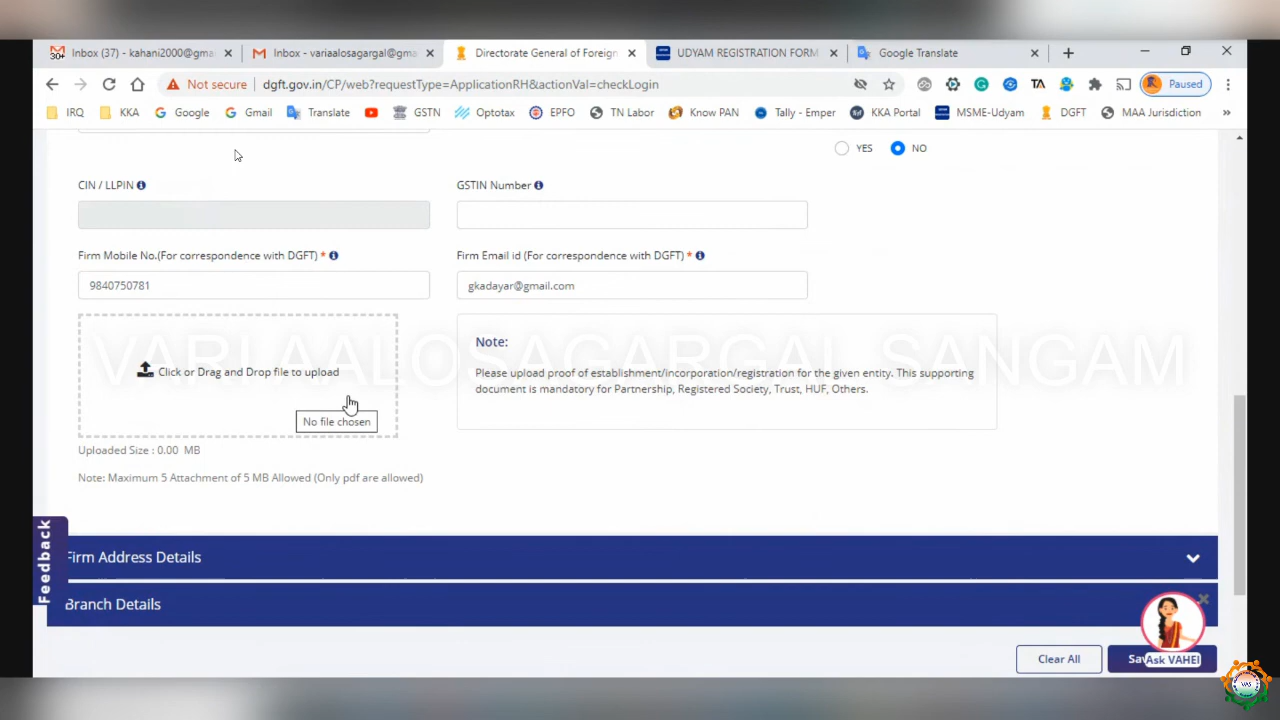 Inbox (37) - kahani2000@gma
Inbox - variaalosagargal@gma
Directorate General of Foreign
UDYAM REGISTRATION FORM
Google Translate
Not secure
dgft.gov.in/CP/web?requestType=ApplicationRH&actionVal=checkLogin
TA
Paused
IRQ
KKA
Google
Gmail
Translate
GSTN
Optotax
EPFO
TN Labor
Know PAN
Tally - Emper
KKA Portal
MSME-Udyam
DGFT
MAA Jurisdiction
»
YES
NO
CIN / LLPIN
GSTIN Number
Firm Mobile No.(For correspondence with DGFT) *
Firm Email id (For correspondence with DGFT) *
9840750781
gkadayar@gmail.com
VARI AALOSAGARGAL SANGAM
Note:
Click or Drag and Drop file to upload
Please upload proof of establishment/incorporation/registration for the given entity. This supporting
document is mandatory for Partnership, Registered Society, Trust, HUF, Others.
No file chosen
Uploaded Size : 0.00 MB
Note: Maximum 5 Attachment of 5 MB Allowed (Only pdf are allowed)
Feedback
Firm Address Details
Branch Details
Clear All
Sav
Ask VAHEI
VAS